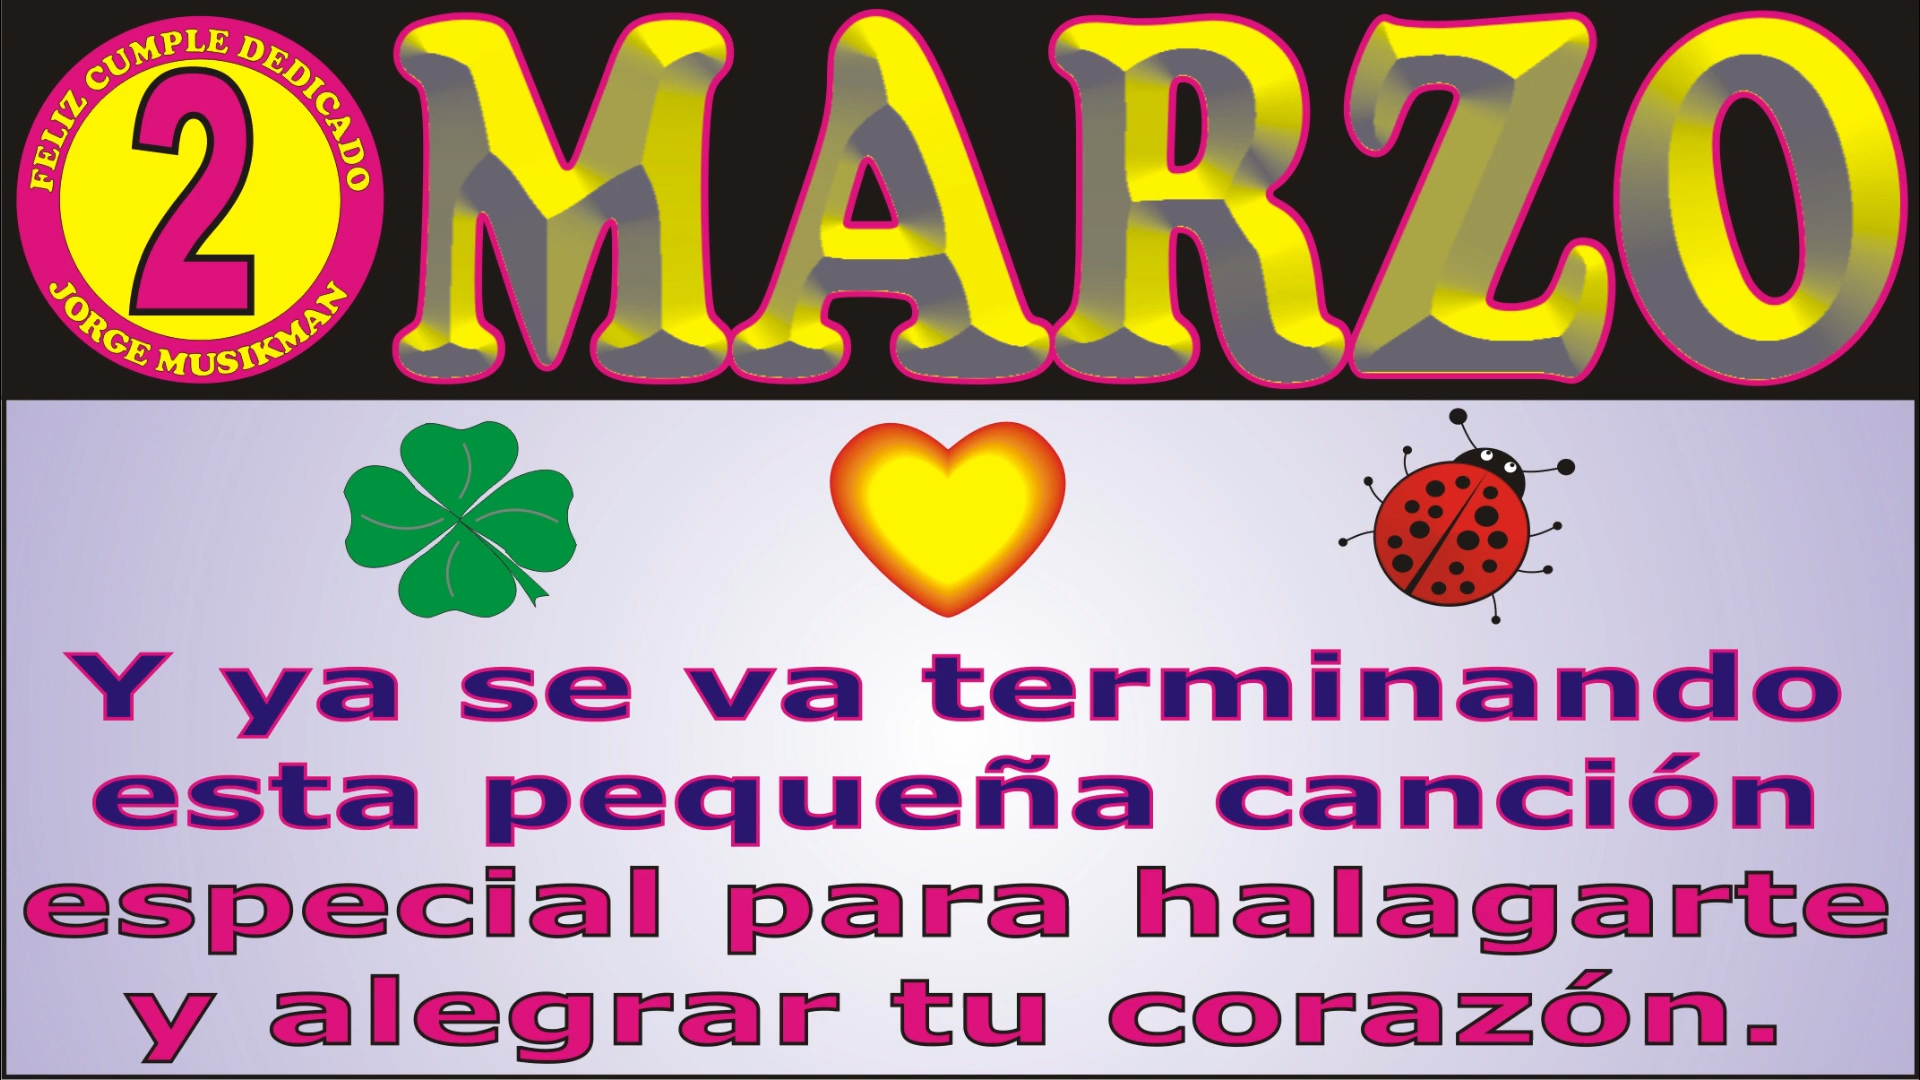 FELIZ CUMPLE DEDICADO
2
JORGE MUSIKMAN
MARZO
Y ya se va terminando
esta pequeña canción
especial para halagarte
y alegrar tu corazón.